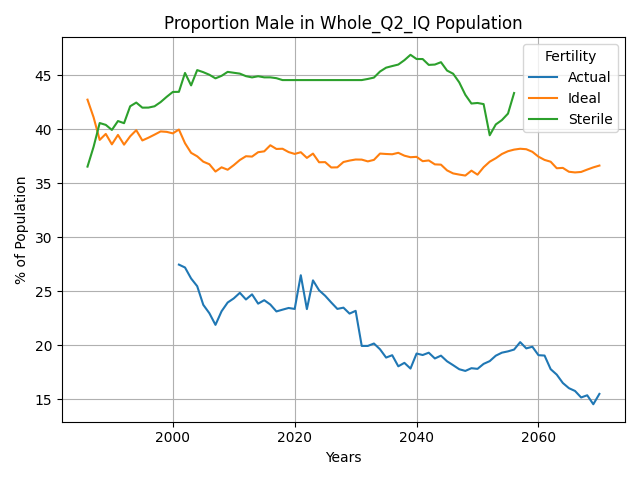 Proportion Male in Whole_Q2_IQ Population
Fertility
Actual
Ideal
Sterile
% of Population
45
40
35
30
25
20
15
2000
2020
2040
2060
Years